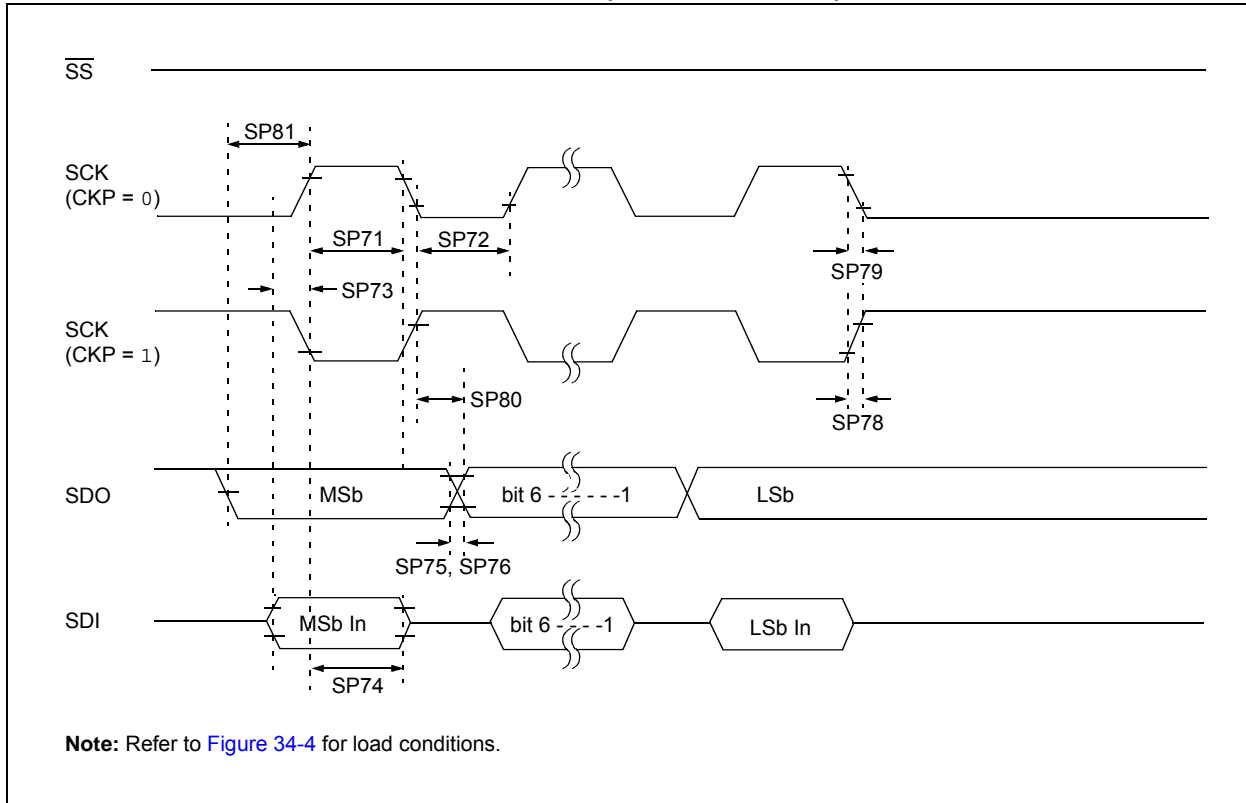 SS
SP81
SCK
(CKP = 0)
SP71
SP72
SP79
SP73
SCK
(CKP = 1)
SP80
SP78
SDO
MSb
bit 6 - - - - - -1
LSb
SP75, SP76
SDI
MSb In
bit 6 - - - -1
LSb In
SP74
Note: Refer to Figure 34-4 for load conditions.